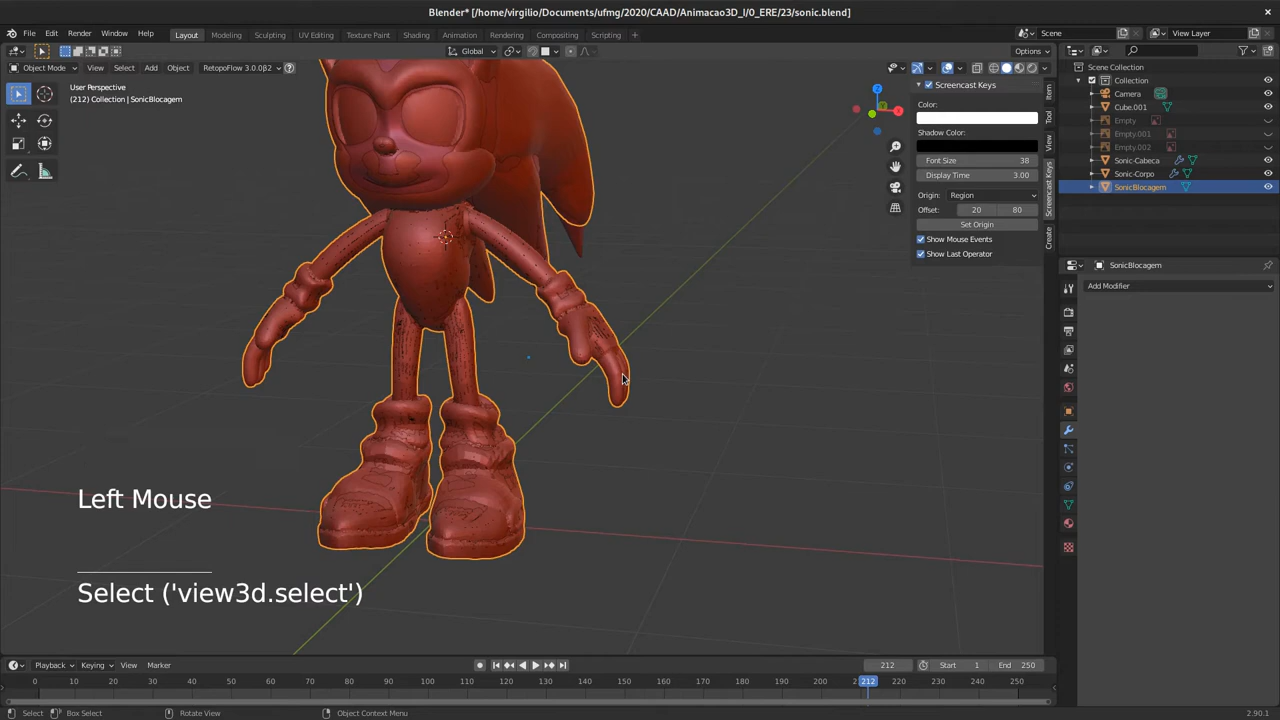 Blender* [/home/virgilio/Documents/ufmg/2020/CAAD/Animacao3D_I/0_ERE/23/sonic.blend]
File Edit Render Window Help Layout Modeling Sculpting UV Editing Texture Paint Shading Animation Rendering Compositing Scripting + Scene View Layer
Global Options
Object Mode View Select Add Object RetopoFlow 3.0.0β2
User Perspective
(212) Collection | SonicBlocagem
Screencast Keys
Color:
Shadow Color:
Font Size 38
Display Time 3.00
Origin: Region
Offset: 20 80
Set Origin
Show Mouse Events
Show Last Operator
Item
Tool
View
Screencast Keys
Create
Scene Collection
Collection
Camera
Cube.001
Empty
Empty.001
Empty.002
Sonic-Cabeca
Sonic-Corpo
SonicBlocagem
SonicBlocagem
Add Modifier
Left Mouse
Select ('view3d.select')
Playback Keying View Marker 212 Start 1 End 250
0 10 20 30 40 50 60 70 80 90 100 110 120 130 140 150 160 170 180 190 200 212 220 230 240 250
Select Box Select Rotate View Object Context Menu 2.90.1